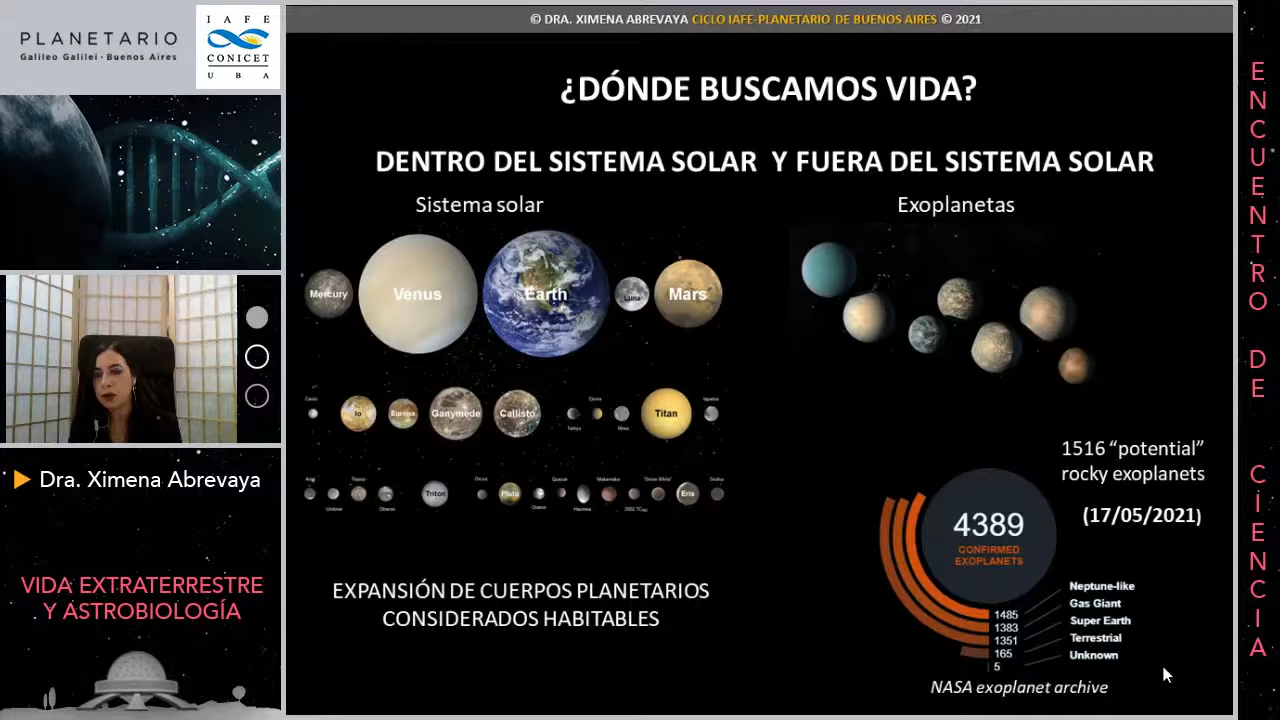 © DRA. XIMENA ABREVAYA CICLO IAFE-PLANETARIO DE BUENOS AIRES © 2021
PLANETARIO
Galileo Galilei · Buenos Aires
I A F E
CONICET
U B A
¿DÓNDE BUSCAMOS VIDA?
DENTRO DEL SISTEMA SOLAR Y FUERA DEL SISTEMA SOLAR
Sistema solar
Exoplanetas
Mercury
Venus
Earth
Luna
Mars
Io
Europa
Ganymede
Callisto
Titan
Triton
Pluto
Eris
EXPANSIÓN DE CUERPOS PLANETARIOS
CONSIDERADOS HABITABLES
1516 “potential”
rocky exoplanets
(17/05/2021)
4389
CONFIRMED
EXOPLANETS
1485 Neptune-like
1383 Gas Giant
1351 Super Earth
165 Terrestrial
5 Unknown
NASA exoplanet archive
Dra. Ximena Abrevaya
VIDA EXTRATERRESTRE
Y ASTROBIOLOGÍA
ENCUENTRO DE CIENCIA